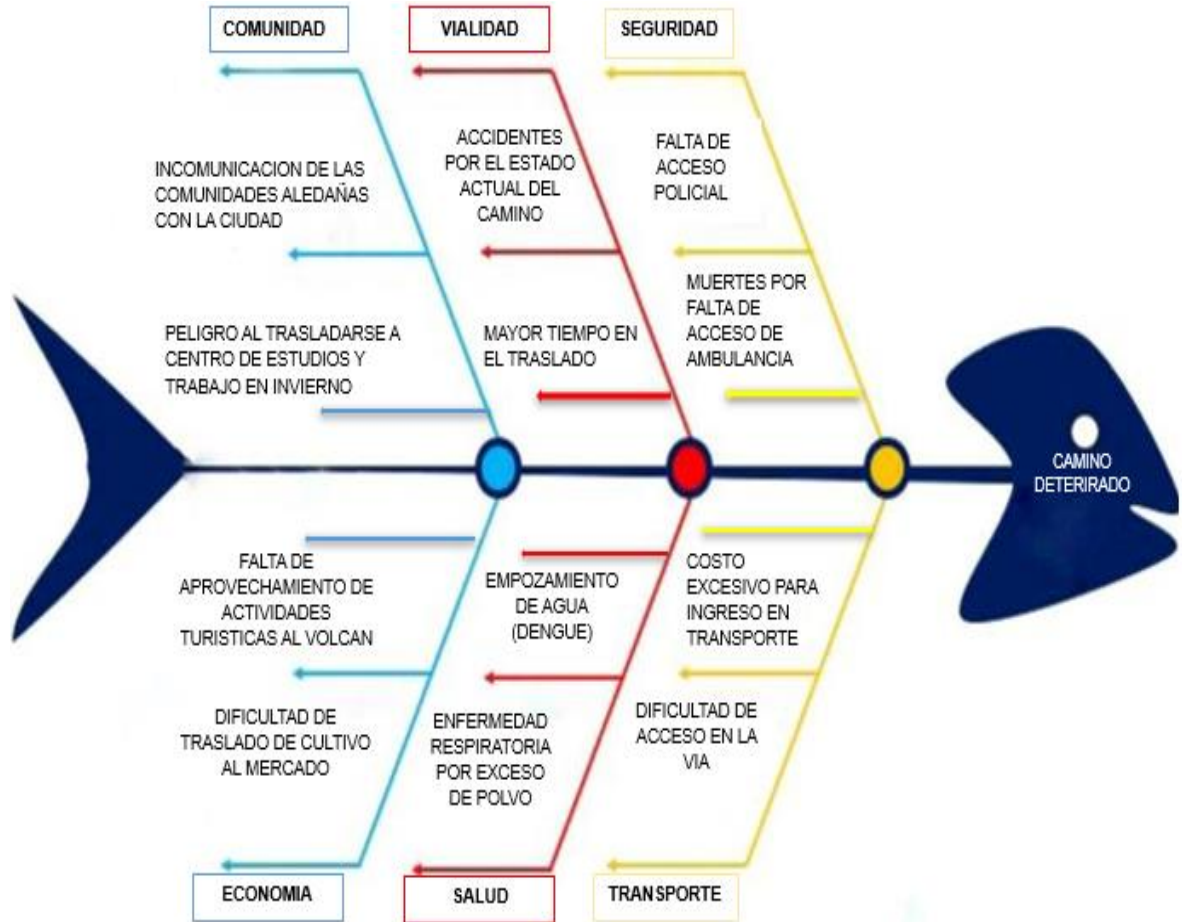 COMUNIDAD
VIALIDAD
SEGURIDAD
INCOMUNICACION DE LAS
COMUNIDADES ALEDAÑAS
CON LA CIUDAD
ACCIDENTES
POR EL ESTADO
ACTUAL DEL
CAMINO
FALTA DE
ACCESO
POLICIAL
PELIGRO AL TRASLADARSE A
CENTRO DE ESTUDIOS Y
TRABAJO EN INVIERNO
MAYOR TIEMPO EN
EL TRASLADO
MUERTES POR
FALTA DE
ACCESO DE
AMBULANCIA
CAMINO
DETERIRADO
FALTA DE
APROVECHAMIENTO DE
ACTIVIDADES
TURISTICAS AL VOLCAN
EMPOZAMIENTO
DE AGUA
(DENGUE)
COSTO
EXCESIVO PARA
INGRESO EN
TRANSPORTE
DIFICULTAD DE
TRASLADO DE CULTIVO
AL MERCADO
ENFERMEDAD
RESPIRATORIA
POR EXCESO
DE POLVO
DIFICULTAD DE
ACCESO EN LA
VIA
ECONOMIA
SALUD
TRANSPORTE